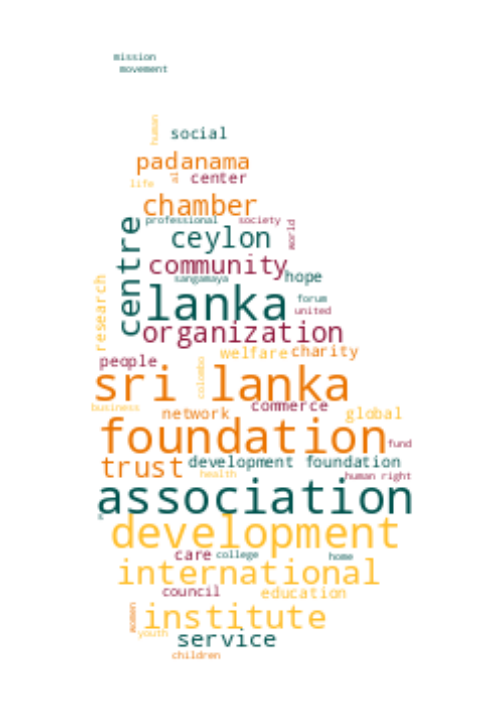 mission
movement
human
social
padanama
al
center
life
chamber
professional society
world
centre
ceylon
community
sangamaya
hope
research
lanka
forum
united
organization
welfare charity
people
colombo
sri lanka
business
network
commerce
global
foundation
fund
trust
development foundation
health
human right
association
development
care
college
home
international
council
education
women
institute
youth
service
children